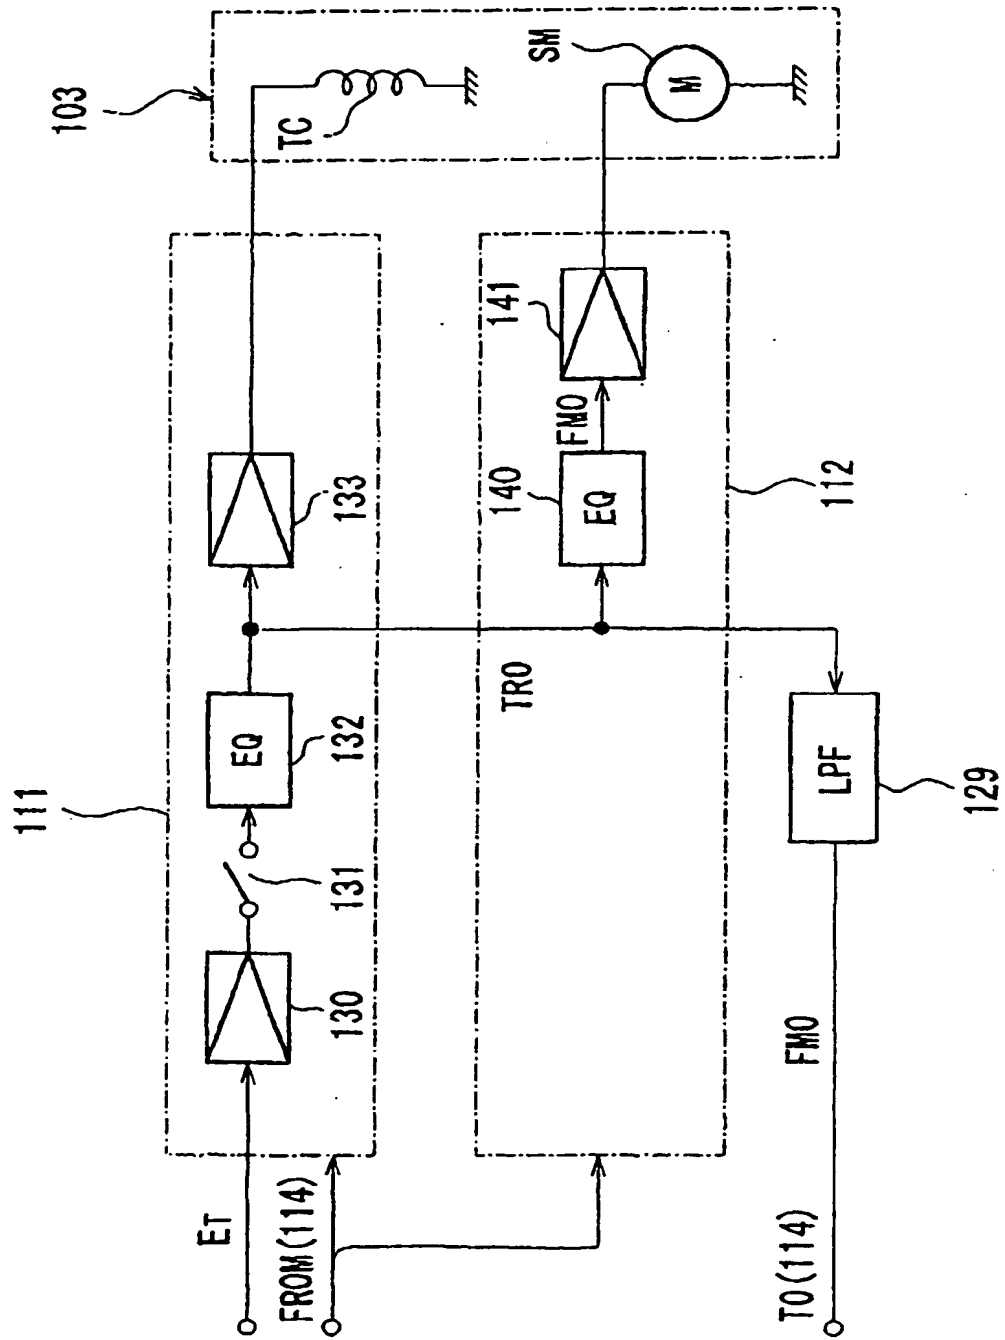 111
103
ET
130
131
EQ
132
133
TC
FROM(114)
TRO
140
EQ
FMO
141
SM
M
112
TO(114)
FMO
LPF
129